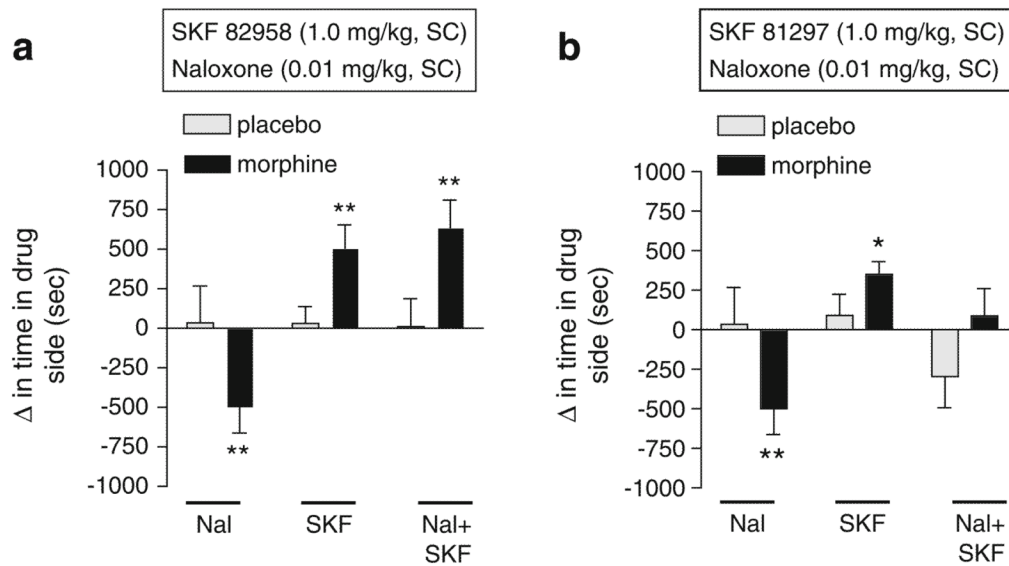 a
SKF 82958 (1.0 mg/kg, SC)
Naloxone (0.01 mg/kg, SC)
placebo
morphine
1000
750
500
250
0
-250
-500
-750
-1000
Δ in time in drug
side (sec)
**
**
**
Nal
SKF
Nal+
SKF
b
SKF 81297 (1.0 mg/kg, SC)
Naloxone (0.01 mg/kg, SC)
placebo
morphine
1000
750
500
250
0
-250
-500
-750
-1000
Δ in time in drug
side (sec)
**
*
Nal
SKF
Nal+
SKF